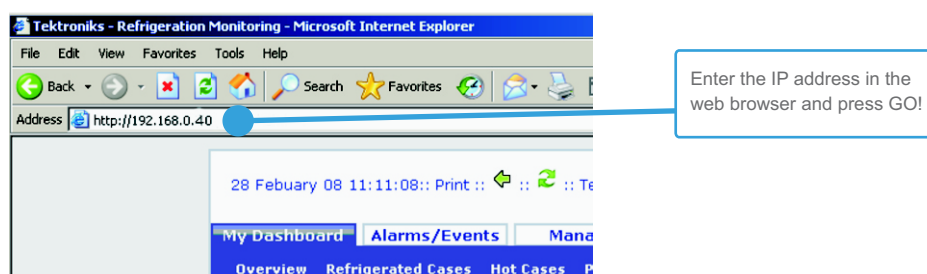 Tektroniks - Refrigeration Monitoring - Microsoft Internet Explorer
File Edit View Favorites Tools Help
Back Search Favorites
Address http://192.168.0.40
Enter the IP address in the
web browser and press GO!
28 Febuary 08 11:11:08:: Print :: ::
My Dashboard Alarms/Events
Overview Refrigerated Cases Hot Cases